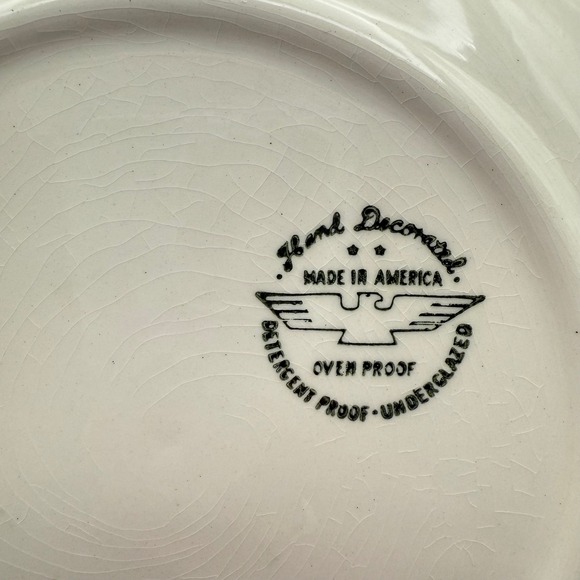 Hand Decorated
MADE IN AMERICA
OVEN PROOF
DETERGENT PROOF · UNDERGLAZED